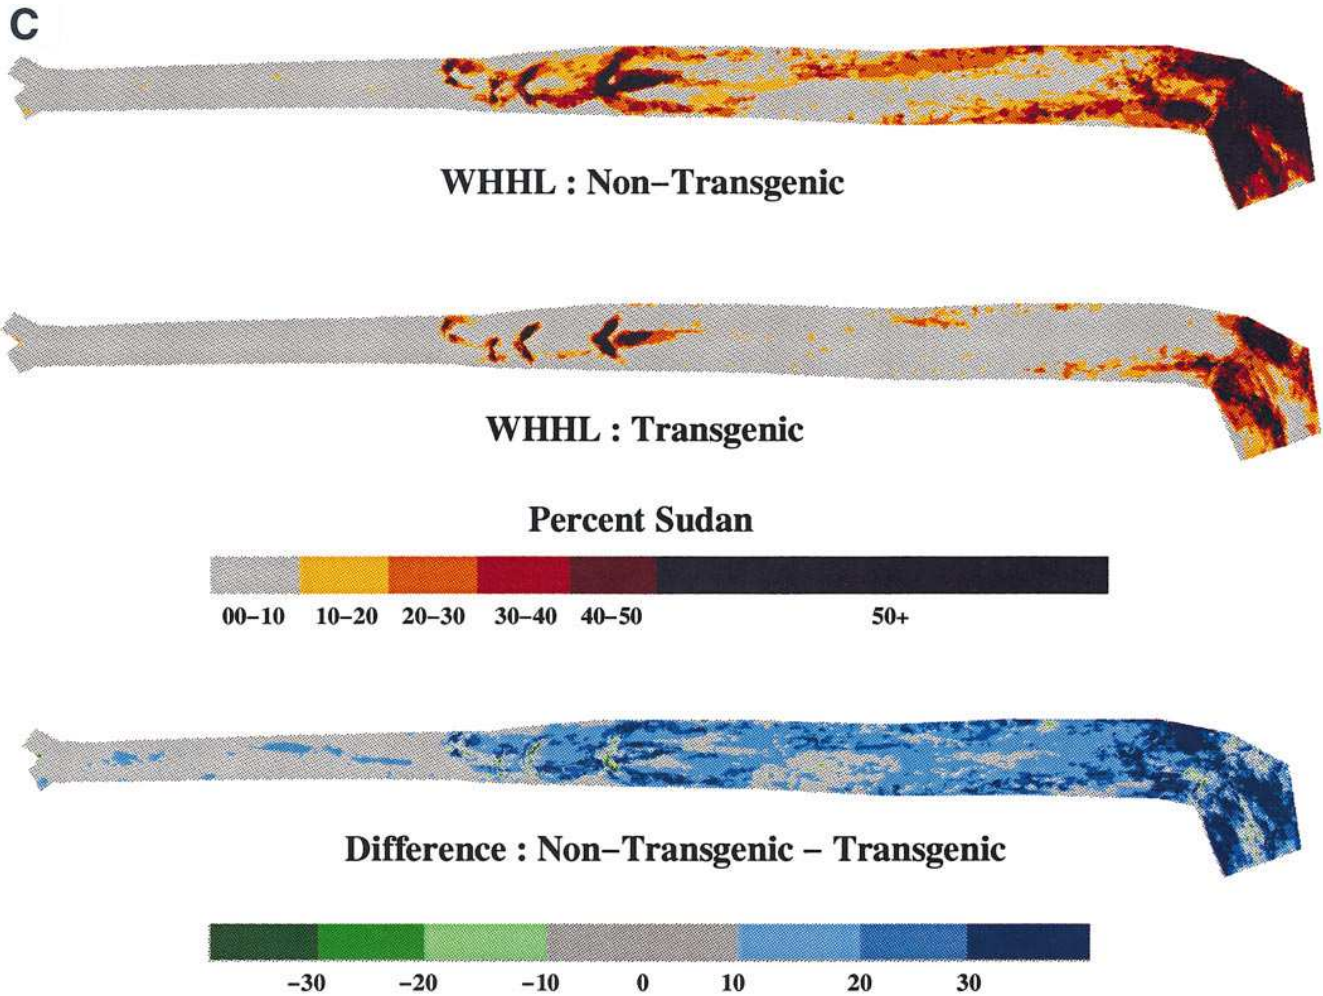 C
WHHL : Non-Transgenic
WHHL : Transgenic
Percent Sudan
00-10 10-20 20-30 30-40 40-50 50+
Difference : Non-Transgenic - Transgenic
-30 -20 -10 0 10 20 30